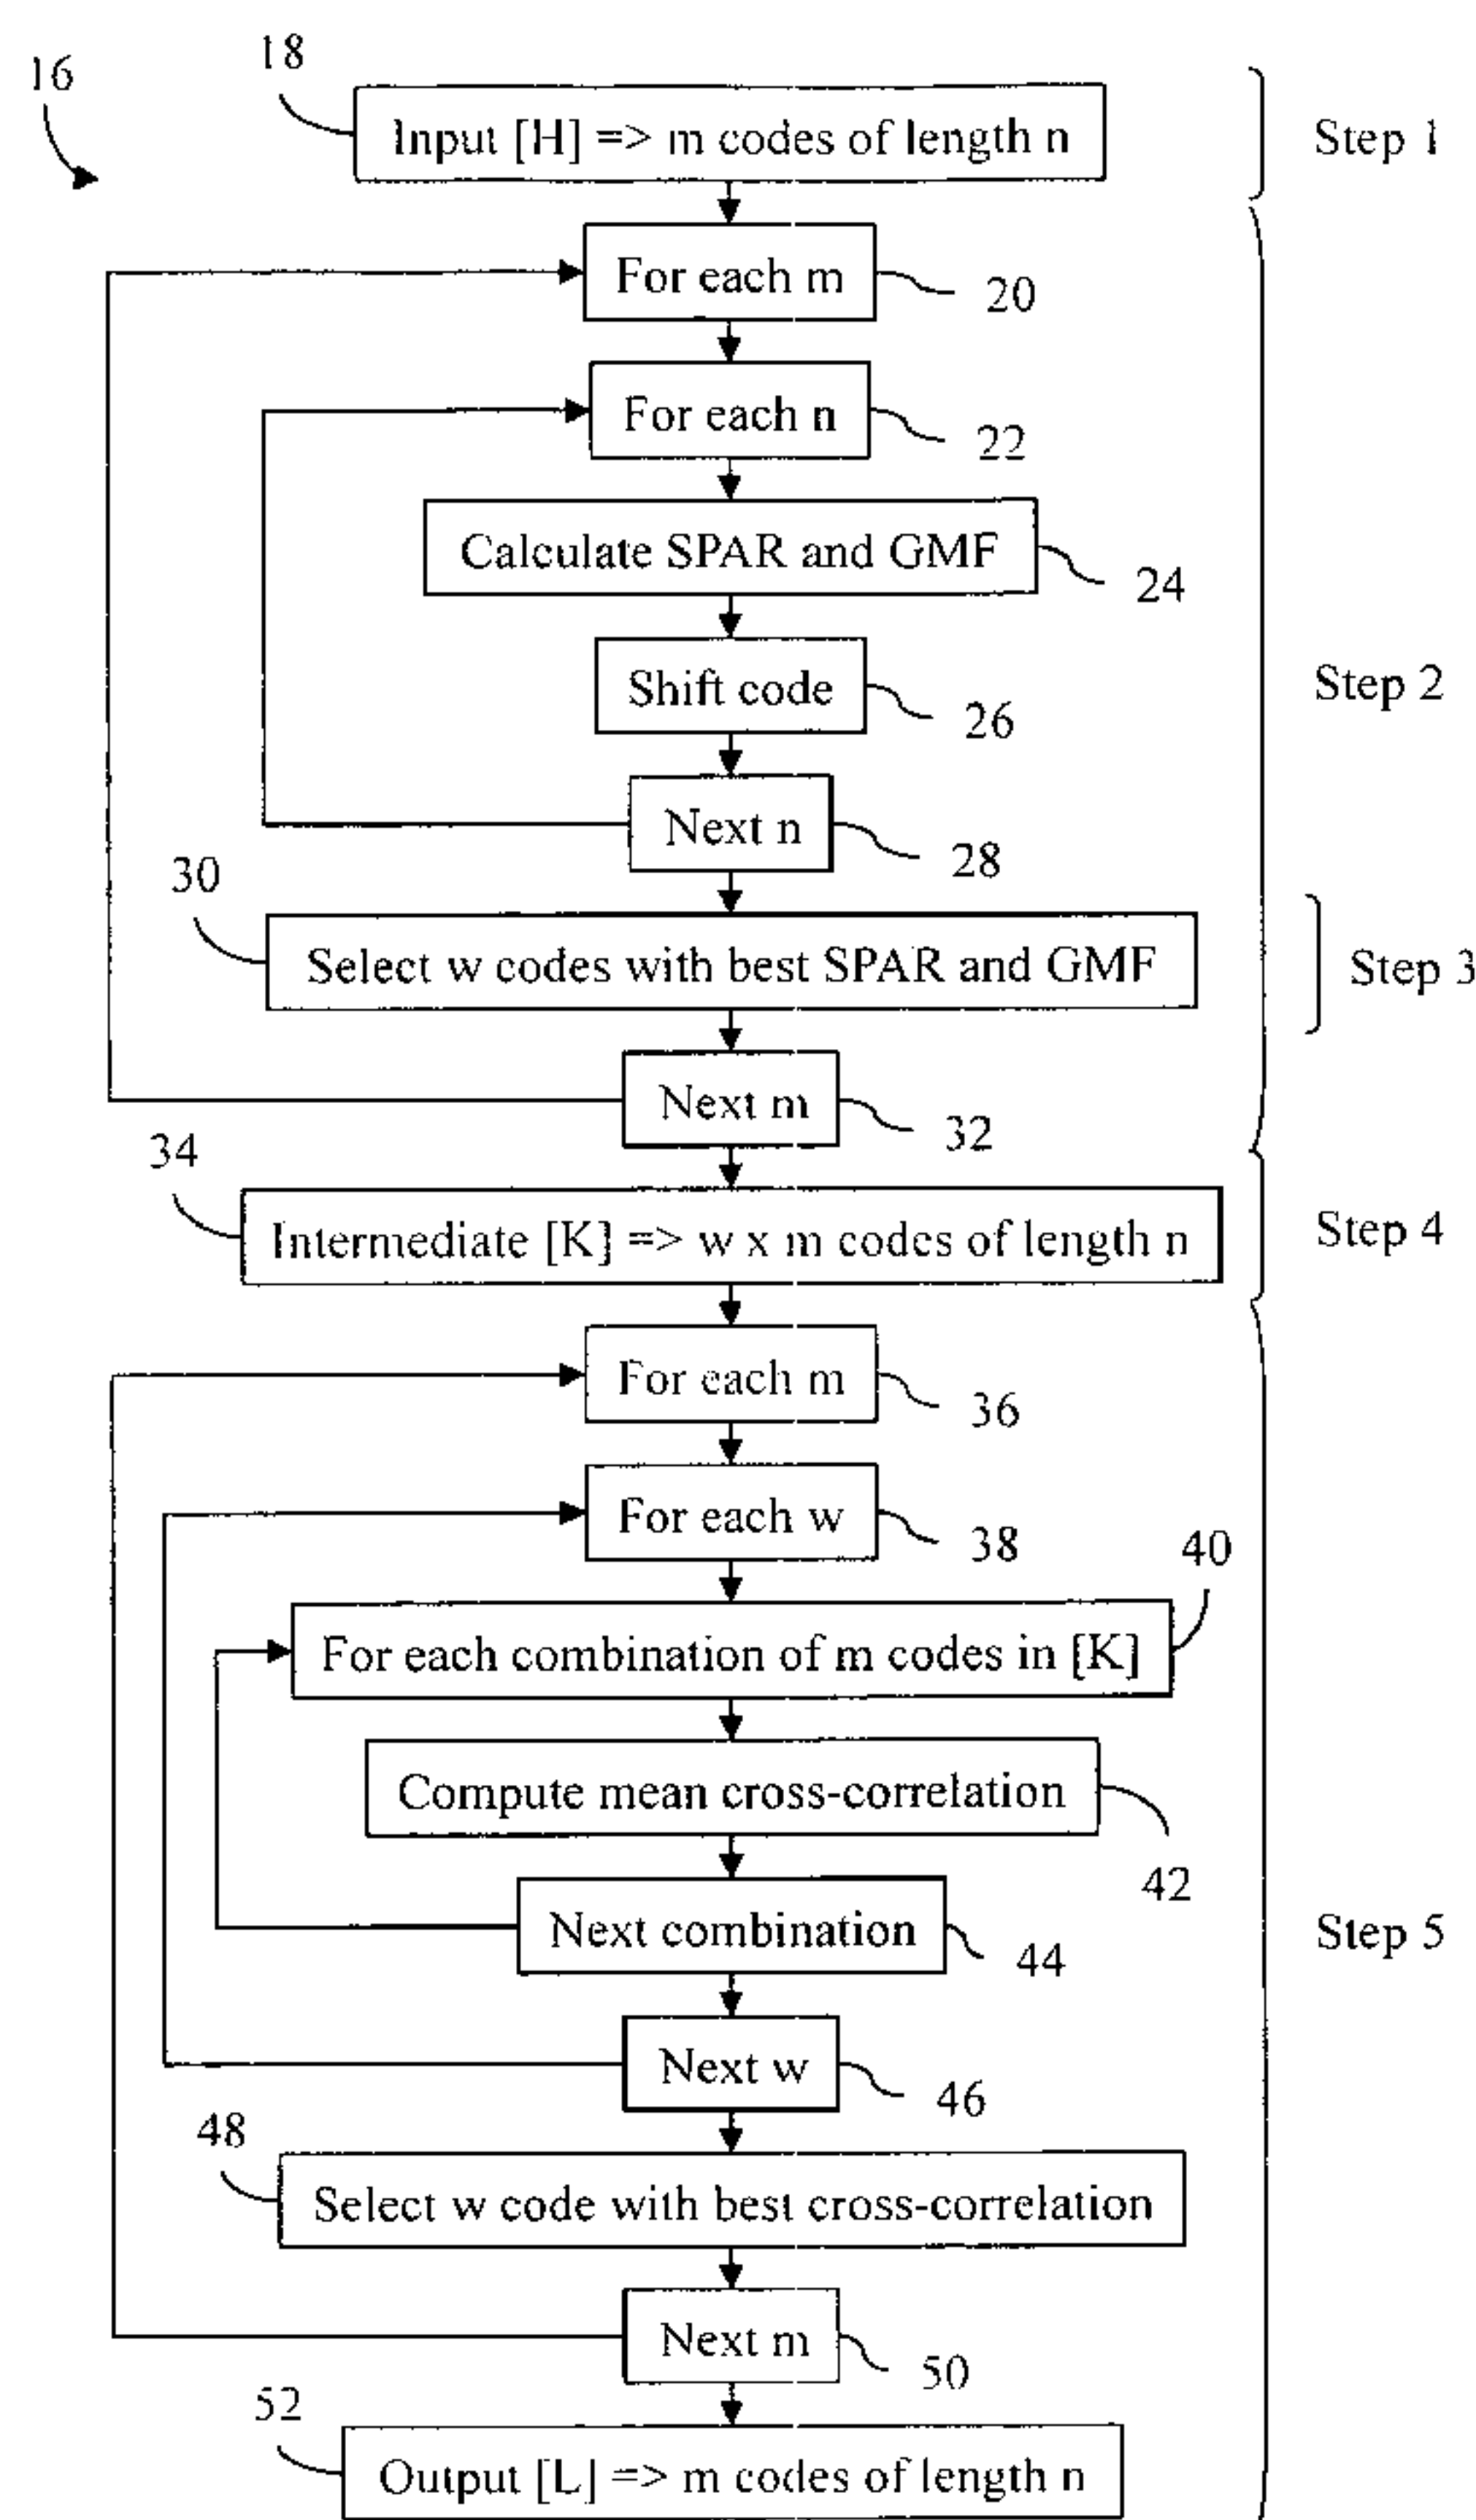 16
18
Input [H] => m codes of length n
Step 1
For each m
20
For each n
22
Calculate SPAR and GMF
24
Shift code
26
Step 2
Next n
28
30
Select w codes with best SPAR and GMF
Step 3
Next m
32
34
Intermediate [K] => w x m codes of length n
Step 4
For each m
36
For each w
38
40
For each combination of m codes in [K]
Compute mean cross-correlation
42
Next combination
44
Step 5
Next w
46
48
Select w code with best cross-correlation
Next m
50
52
Output [L] => m codes of length n